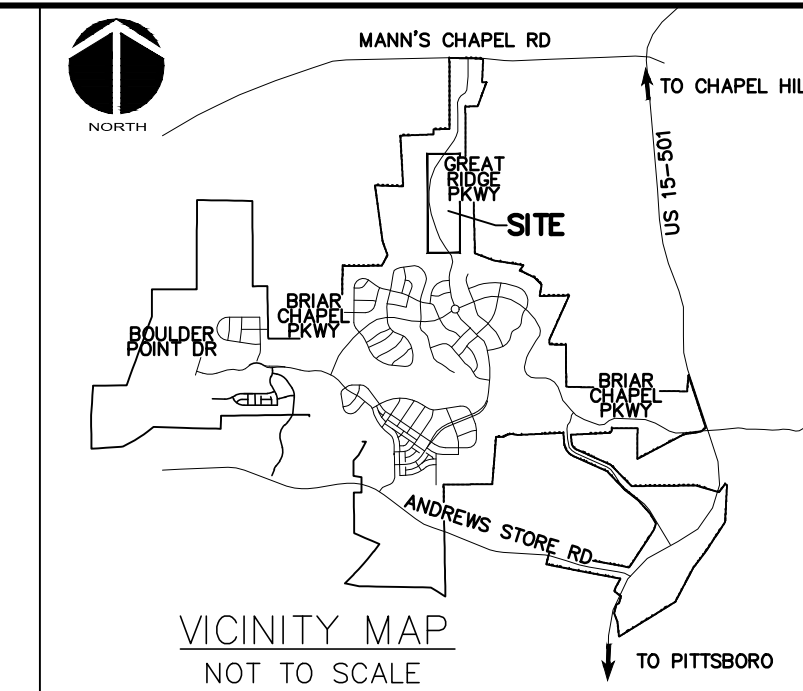 MANN'S CHAPEL RD
NORTH
TO CHAPEL HIL
US 15-501
GREAT
RIDGE
PKWY
SITE
BRIAR
CHAPEL
PKWY
BOULDER
POINT DR
BRIAR
CHAPEL
PKWY
ANDREWS STORE RD
VICINITY MAP
NOT TO SCALE
TO PITTSBORO